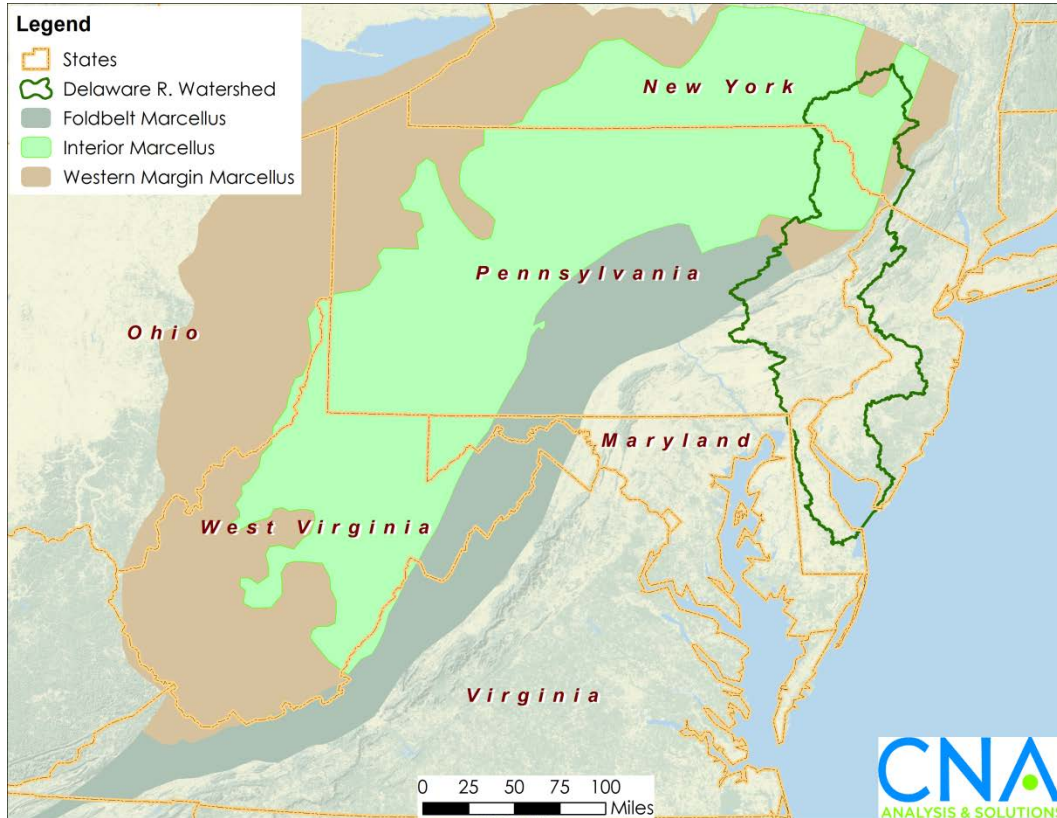 Legend
States
Delaware R. Watershed
Foldbelt Marcellus
Interior Marcellus
Western Margin Marcellus
New York
Pennsylvania
Ohio
Maryland
West Virginia
Virginia
0 25 50 75 100
Miles
CNA
ANALYSIS & SOLUTIONS